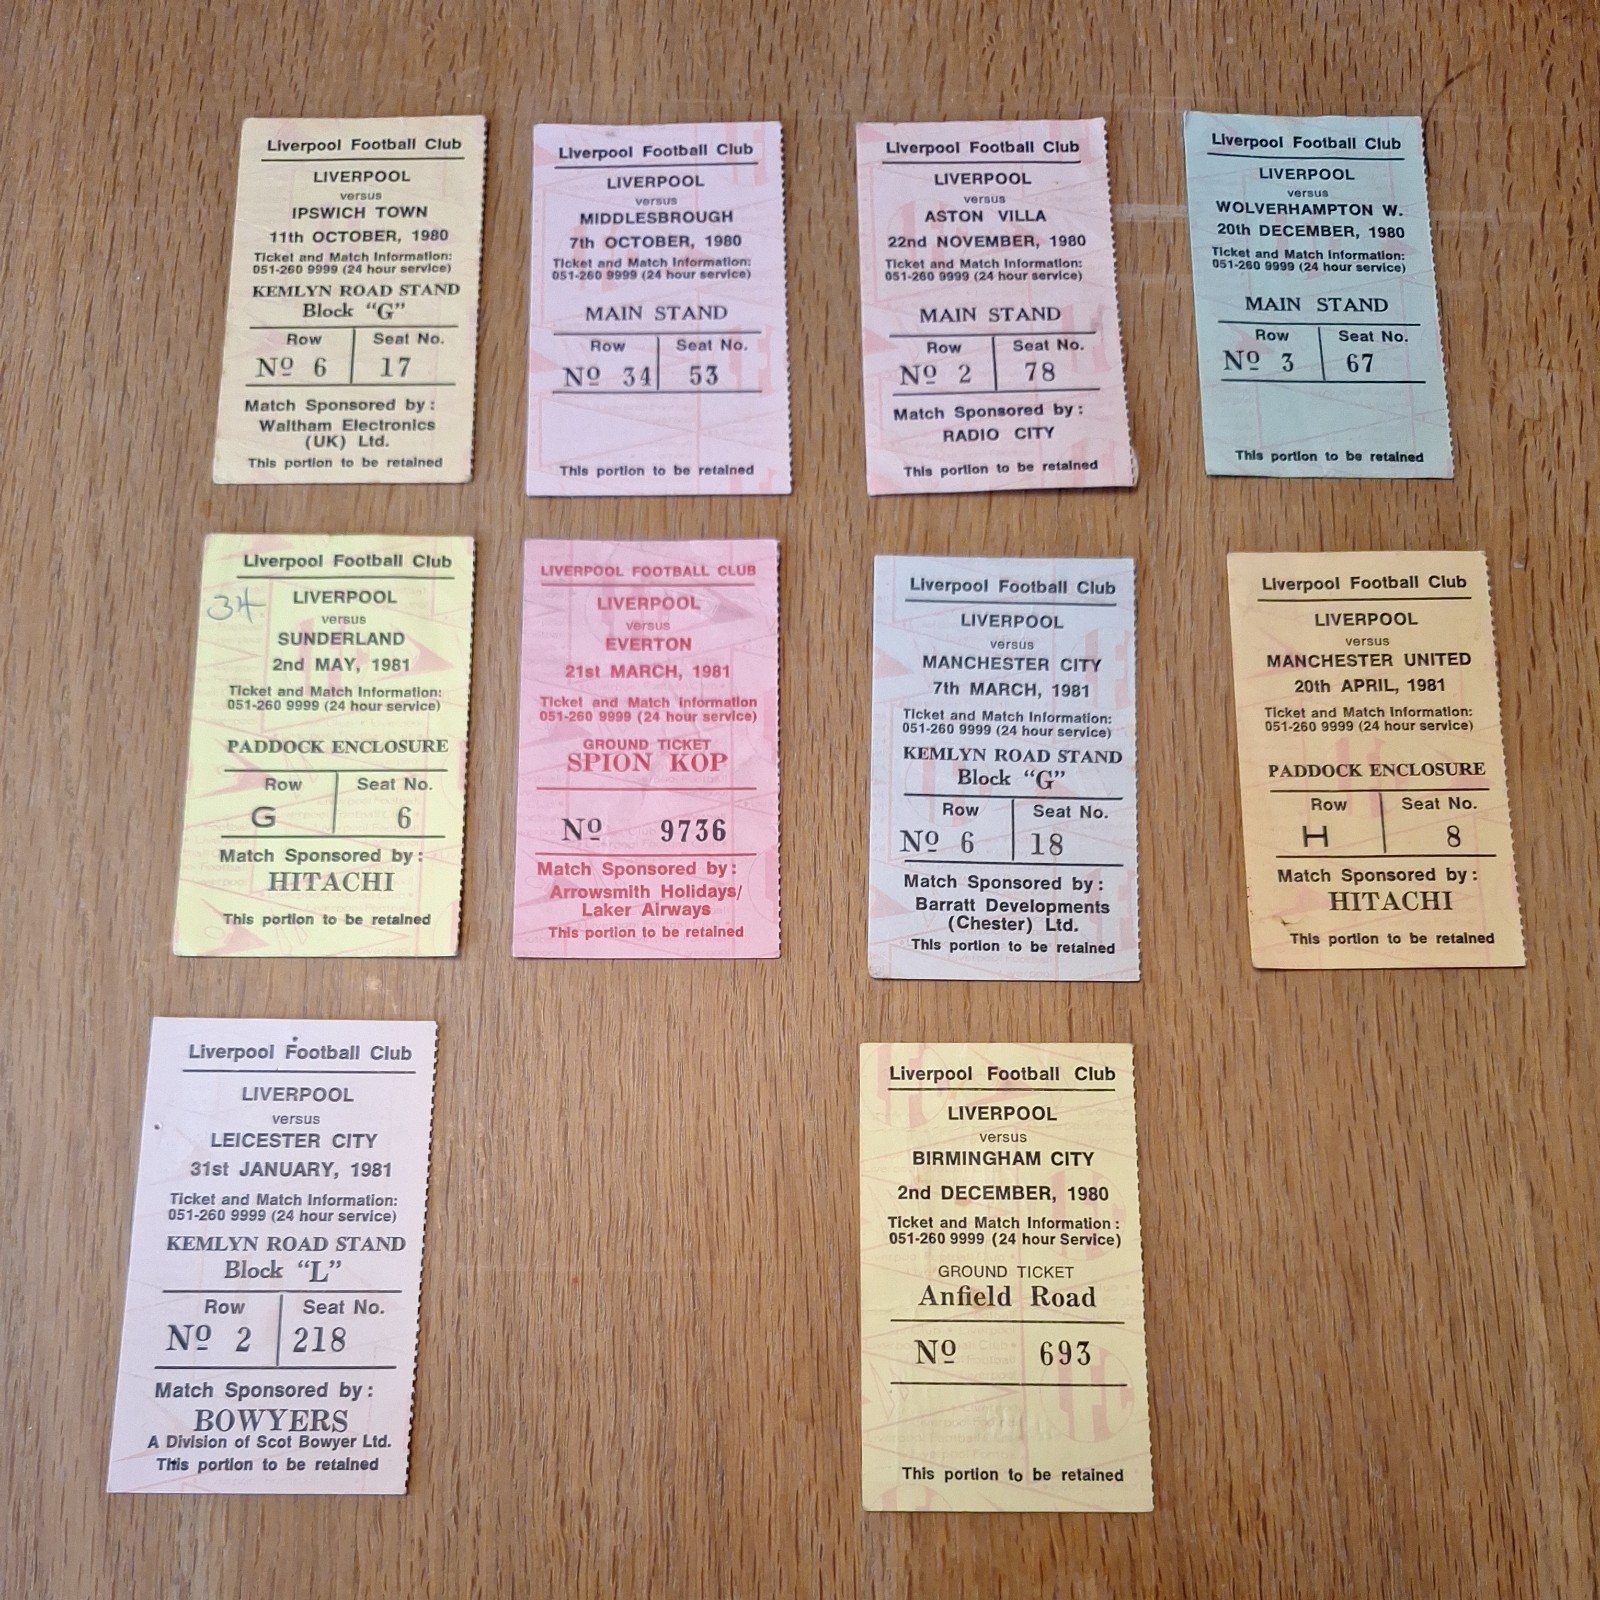 Liverpool Football Club
LIVERPOOL
versus
IPSWICH TOWN
11th OCTOBER, 1980
Ticket and Match Information:
051-260 9999 (24 hour service)
KEMLYN ROAD STAND
Block "G"
Row Seat No.
Nº 6 17
Match Sponsored by:
Waltham Electronics
(UK) Ltd.
This portion to be retained
Liverpool Football Club
LIVERPOOL
versus
MIDDLESBROUGH
7th OCTOBER, 1980
Ticket and Match Information:
051-260 9999 (24 hour service)
MAIN STAND
Row Seat No.
Nº 34 53
This portion to be retained
Liverpool Football Club
LIVERPOOL
versus
ASTON VILLA
22nd NOVEMBER, 1980
Ticket and Match Information:
051-260 9999 (24 hour service)
MAIN STAND
Row Seat No.
Nº 2 78
Match Sponsored by:
RADIO CITY
This portion to be retained
Liverpool Football Club
LIVERPOOL
versus
WOLVERHAMPTON W.
20th DECEMBER, 1980
Ticket and Match Information:
051-260 9999 (24 hour service)
MAIN STAND
Row Seat No.
Nº 3 67
This portion to be retained
Liverpool Football Club
34
LIVERPOOL
versus
SUNDERLAND
2nd MAY, 1981
Ticket and Match Information:
051-260 9999 (24 hour service)
PADDOCK ENCLOSURE
Row Seat No.
G 6
Match Sponsored by:
HITACHI
This portion to be retained
LIVERPOOL FOOTBALL CLUB
LIVERPOOL
versus
EVERTON
21st MARCH, 1981
Ticket and Match Information
051-260 9999 (24 hour service)
GROUND TICKET
SPION KOP
Nº 9736
Match Sponsored by:
Arrowsmith Holidays/
Laker Airways
This portion to be retained
Liverpool Football Club
LIVERPOOL
versus
MANCHESTER CITY
7th MARCH, 1981
Ticket and Match Information:
051-260 9999 (24 hour service)
KEMLYN ROAD STAND
Block "G"
Row Seat No.
Nº 6 18
Match Sponsored by:
Barratt Developments
(Chester) Ltd.
This portion to be retained
Liverpool Football Club
LIVERPOOL
versus
MANCHESTER UNITED
20th APRIL, 1981
Ticket and Match Information:
051-260 9999 (24 hour service)
PADDOCK ENCLOSURE
Row Seat No.
H 8
Match Sponsored by:
HITACHI
This portion to be retained
Liverpool Football Club
LIVERPOOL
versus
LEICESTER CITY
31st JANUARY, 1981
Ticket and Match Information:
051-260 9999 (24 hour service)
KEMLYN ROAD STAND
Block "L"
Row Seat No.
Nº 2 218
Match Sponsored by:
BOWYERS
A Division of Scot Bowyer Ltd.
This portion to be retained
Liverpool Football Club
LIVERPOOL
versus
BIRMINGHAM CITY
2nd DECEMBER, 1980
Ticket and Match Information:
051-260 9999 (24 hour Service)
GROUND TICKET
Anfield Road
Nº 693
This portion to be retained